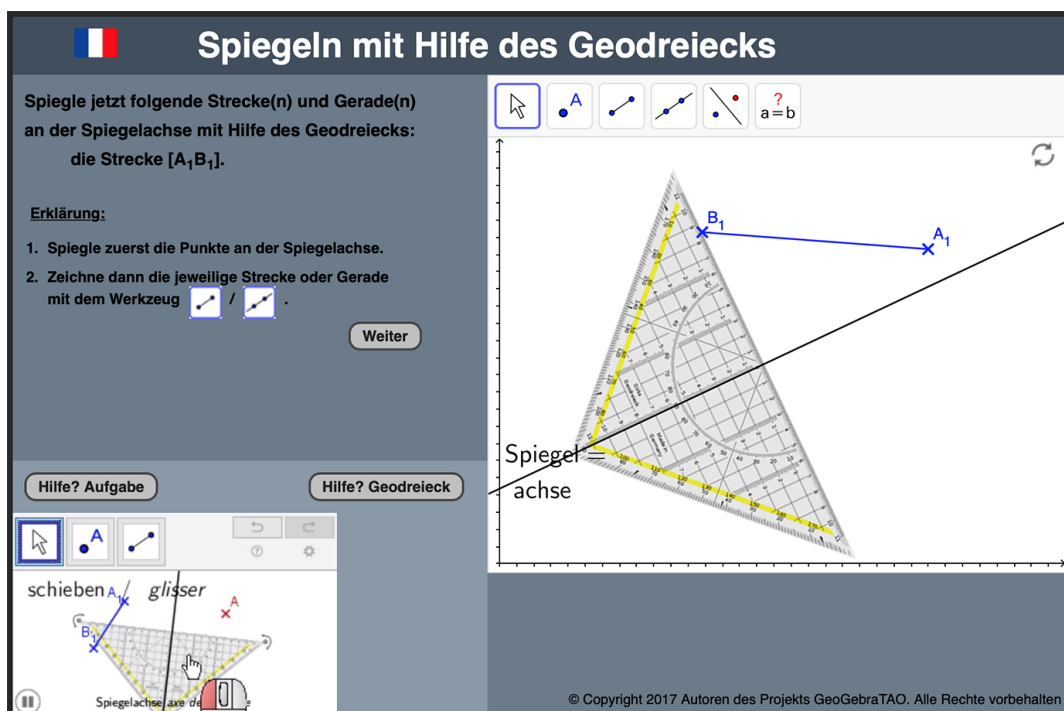 Spiegeln mit Hilfe des Geodreiecks
Spiegle jetzt folgende Strecke(n) und Gerade(n)
an der Spiegelachse mit Hilfe des Geodreiecks:
die Strecke [A₁B₁].
Erklärung:
1. Spiegle zuerst die Punkte an der Spiegelachse.
2. Zeichne dann die jeweilige Strecke oder Gerade
mit dem Werkzeug / .
Weiter
Hilfe? Aufgabe
Hilfe? Geodreieck
A
?
a=b
B₁
A₁
Spiegel =
achse
A
schieben / glisser
A₁
A
B₁
Spiegelachse axe de
© Copyright 2017 Autoren des Projekts GeoGebraTAO. Alle Rechte vorbehalten